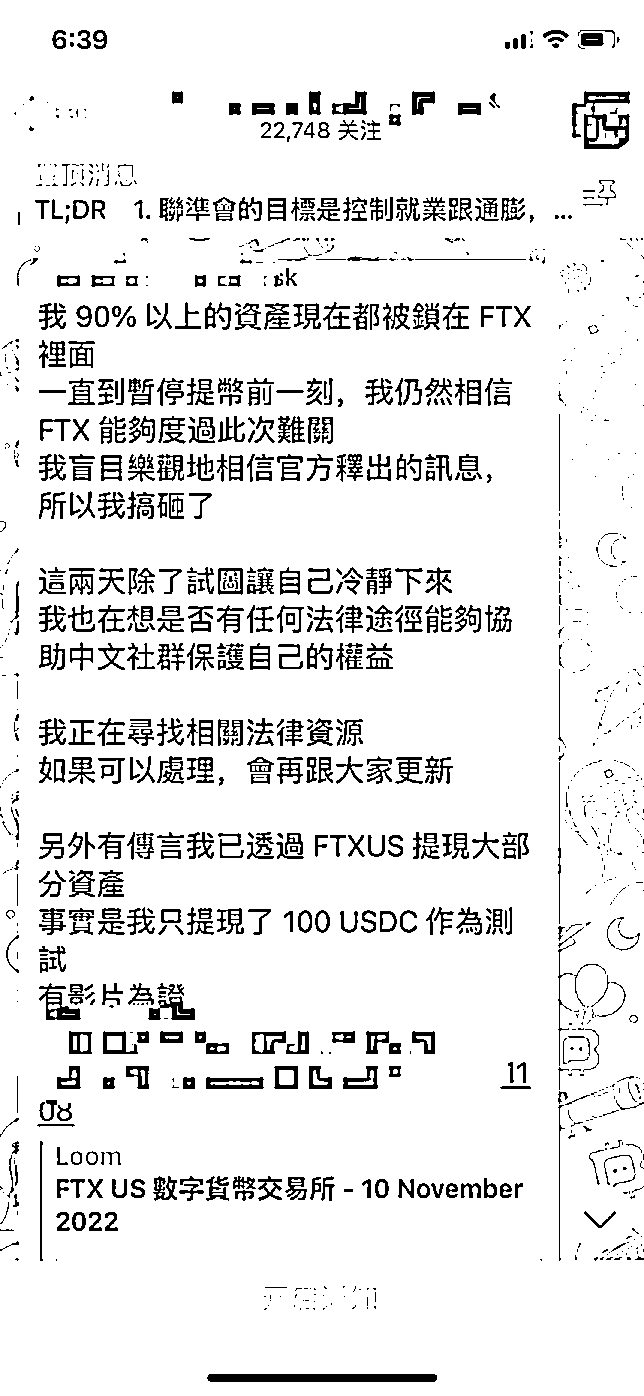 6:39
22,748 关注
置頂消息
TL;DR 1. 聯準會的目標是控制就業跟通膨，...
我 90% 以上的資產現在都被鎖在 FTX
裡面
一直到暫停提幣前一刻，我仍然相信
FTX 能夠度過此次難關
我盲目樂觀地相信官方釋出的訊息，
所以我搞砸了
這兩天除了試圖讓自己冷靜下來
我也在想是否有任何法律途徑能夠協
助中文社群保護自己的權益
我正在尋找相關法律資源
如果可以處理，會再跟大家更新
另外有傳言我已透過 FTXUS 提現大部
分資產
事實是我只提現了 100 USDC 作為測
試
有影片為證
11
08
Loom
FTX US 數字貨幣交易所 - 10 November
2022